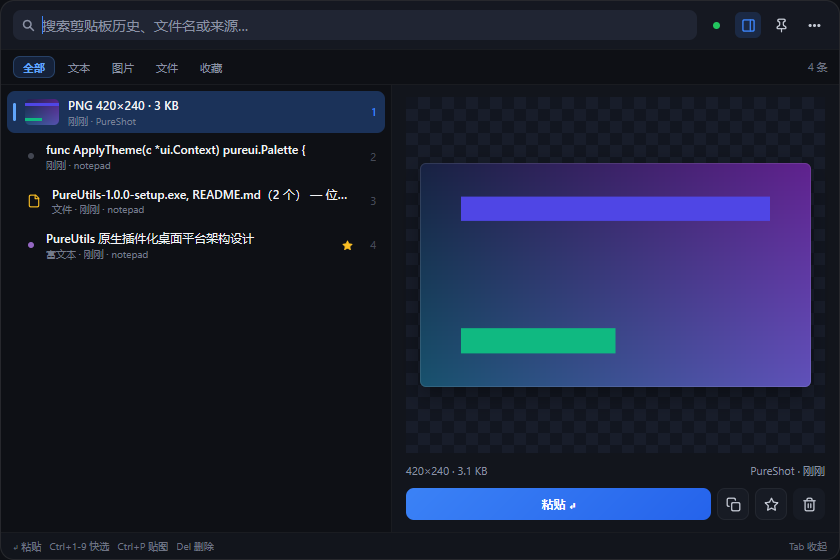 搜索剪贴板历史、文件名或来源...
全部 文本 图片 文件 收藏 4 条
PNG 420×240 · 3 KB
刚刚 · PureShot
1
func ApplyTheme(c *ui.Context) pureui.Palette {
刚刚 · notepad
2
PureUtils-1.0.0-setup.exe, README.md（2 个） — 位...
文件 · 刚刚 · notepad
3
PureUtils 原生插件化桌面平台架构设计
富文本 · 刚刚 · notepad
4
420×240 · 3.1 KB PureShot · 刚刚
粘贴 ↲
↲ 粘贴 Ctrl+1-9 快选 Ctrl+P 贴图 Del 删除 Tab 收起